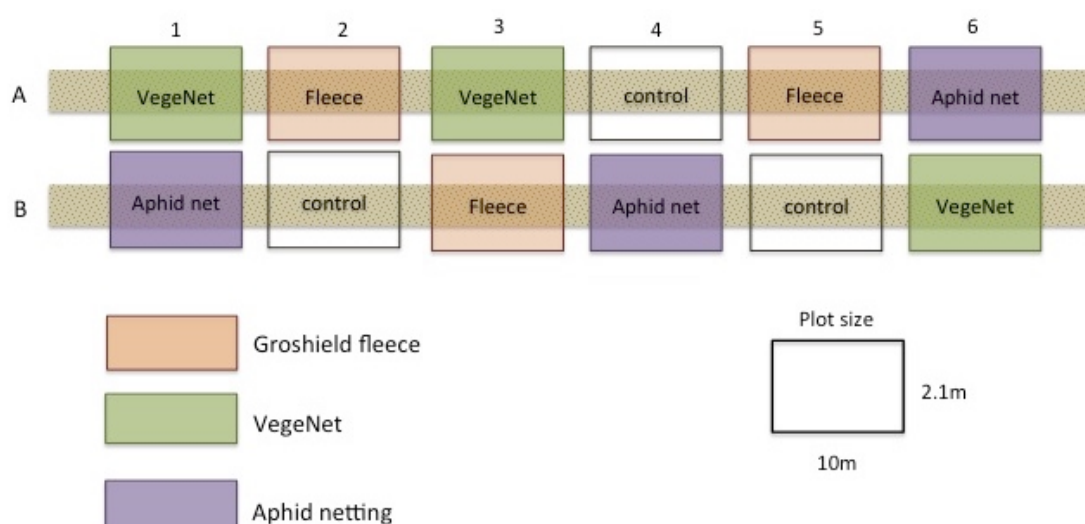 1 2 3 4 5 6
A VegeNet Fleece VegeNet control Fleece Aphid net
B Aphid net control Fleece Aphid net control VegeNet
Plot size
Groshield fleece
2.1m
VegeNet
10m
Aphid netting